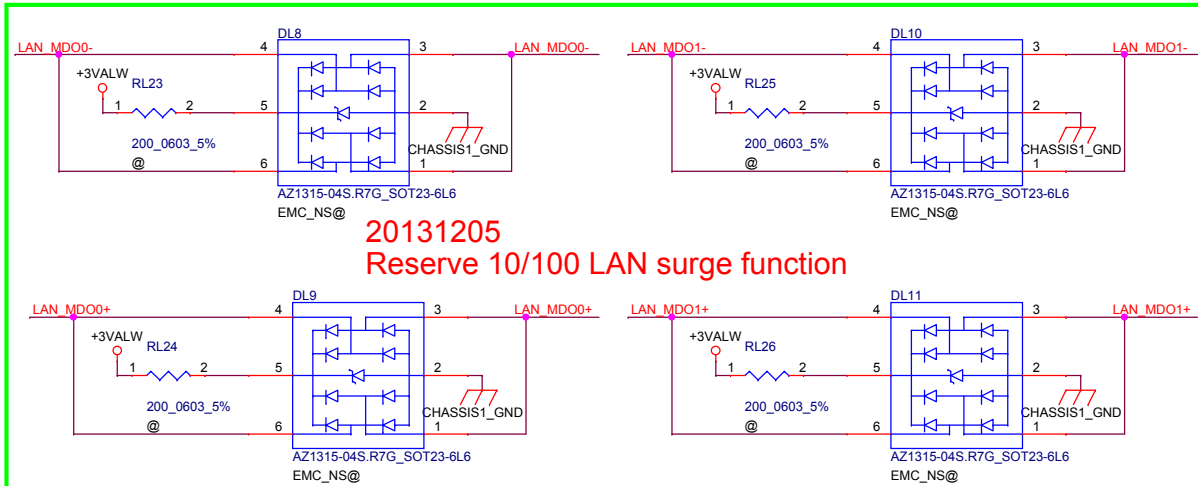 DL8
LAN_MDO0- 4 3 LAN_MDO0-
+3VALW RL23
1 2 5 2
200_0603_5%
CHASSIS1_GND
@ 6 1
AZ1315-04S.R7G_SOT23-6L6
EMC_NS@
DL10
LAN_MDO1- 4 3 LAN_MDO1-
+3VALW RL25
1 2 5 2
200_0603_5%
CHASSIS1_GND
@ 6 1
AZ1315-04S.R7G_SOT23-6L6
EMC_NS@
20131205
Reserve 10/100 LAN surge function
DL9
LAN_MDO0+ 4 3 LAN_MDO0+
+3VALW RL24
1 2 5 2
200_0603_5%
CHASSIS1_GND
@ 6 1
AZ1315-04S.R7G_SOT23-6L6
EMC_NS@
DL11
LAN_MDO1+ 4 3 LAN_MDO1+
+3VALW RL26
1 2 5 2
200_0603_5%
CHASSIS1_GND
@ 6 1
AZ1315-04S.R7G_SOT23-6L6
EMC_NS@